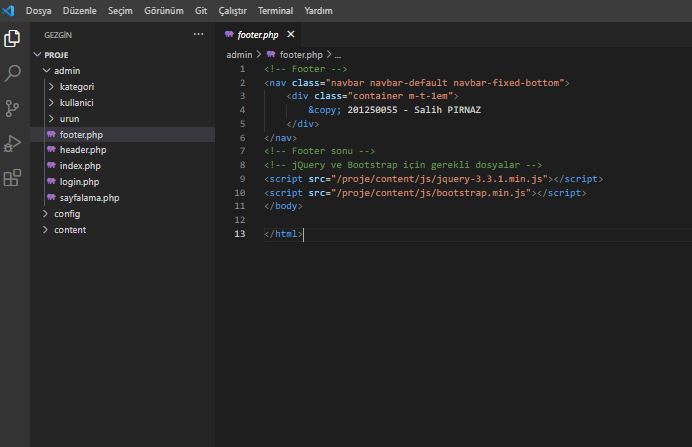 Dosya Düzenle Seçim Görünüm Git Çalıştır Terminal Yardım
GEZGİN ...
PROJE
admin
kategori
kullanici
urun
footer.php
header.php
index.php
login.php
sayfalama.php
config
content
footer.php
admin > footer.php > ...
1 <!-- Footer -->
2 <nav class="navbar navbar-default navbar-fixed-bottom">
3 <div class="container m-t-1em">
4 &copy; 201250055 - Salih PIRNAZ
5 </div>
6 </nav>
7 <!-- Footer sonu -->
8 <!-- jQuery ve Bootstrap için gerekli dosyalar -->
9 <script src="/proje/content/js/jquery-3.3.1.min.js"></script>
10 <script src="/proje/content/js/bootstrap.min.js"></script>
11 </body>
12
13 </html>